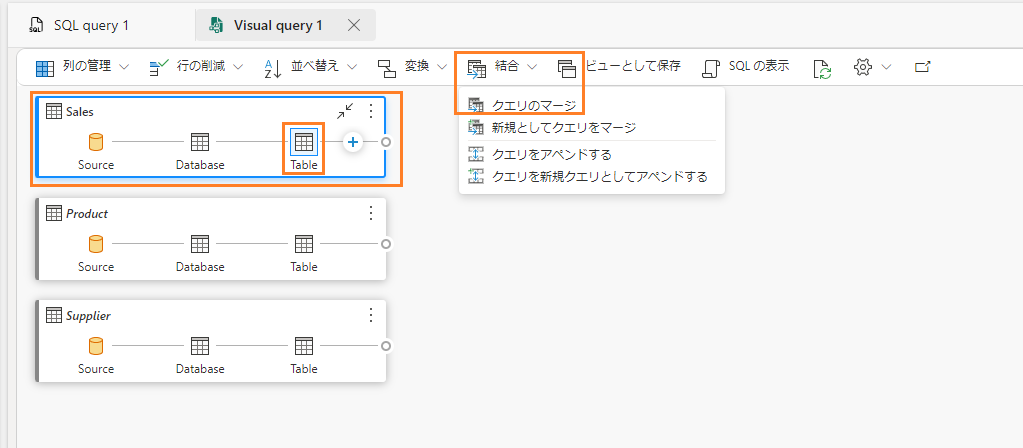 SQL query 1
Visual query 1
列の管理
行の削減
並べ替え
変換
結合
ビューとして保存
SQL の表示
クエリのマージ
新規としてクエリをマージ
クエリをアペンドする
クエリを新規クエリとしてアペンドする
Sales
Source
Database
Table
Product
Source
Database
Table
Supplier
Source
Database
Table